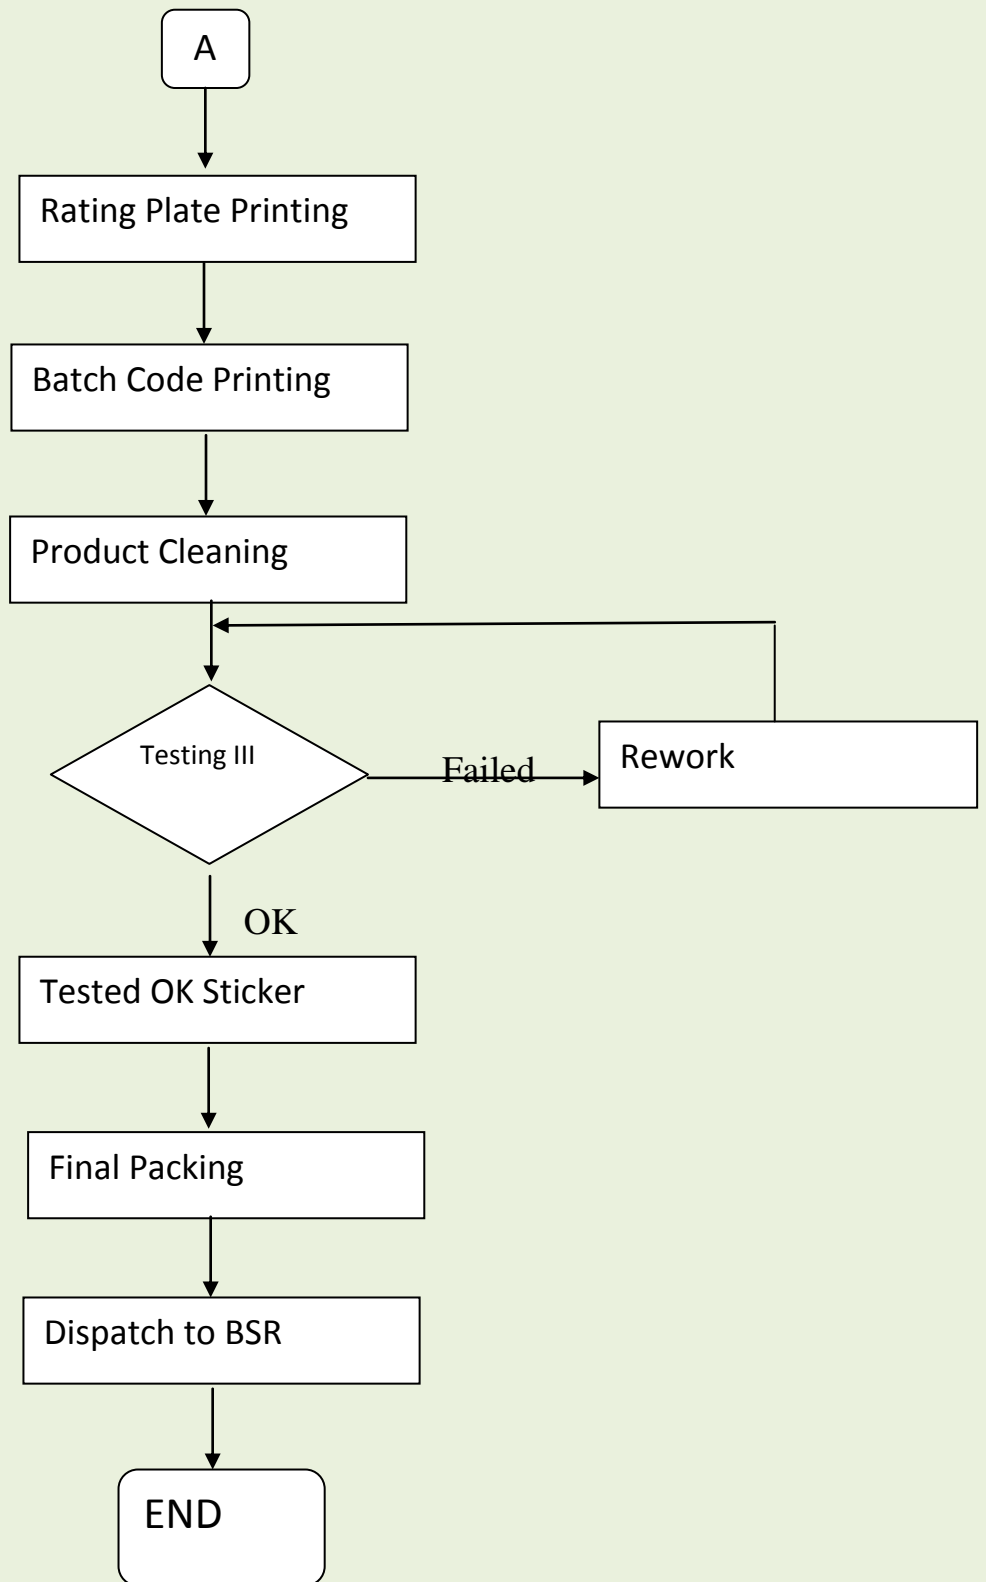 A
Rating Plate Printing
Batch Code Printing
Product Cleaning
Testing III
Failed
Rework
OK
Tested OK Sticker
Final Packing
Dispatch to BSR
END